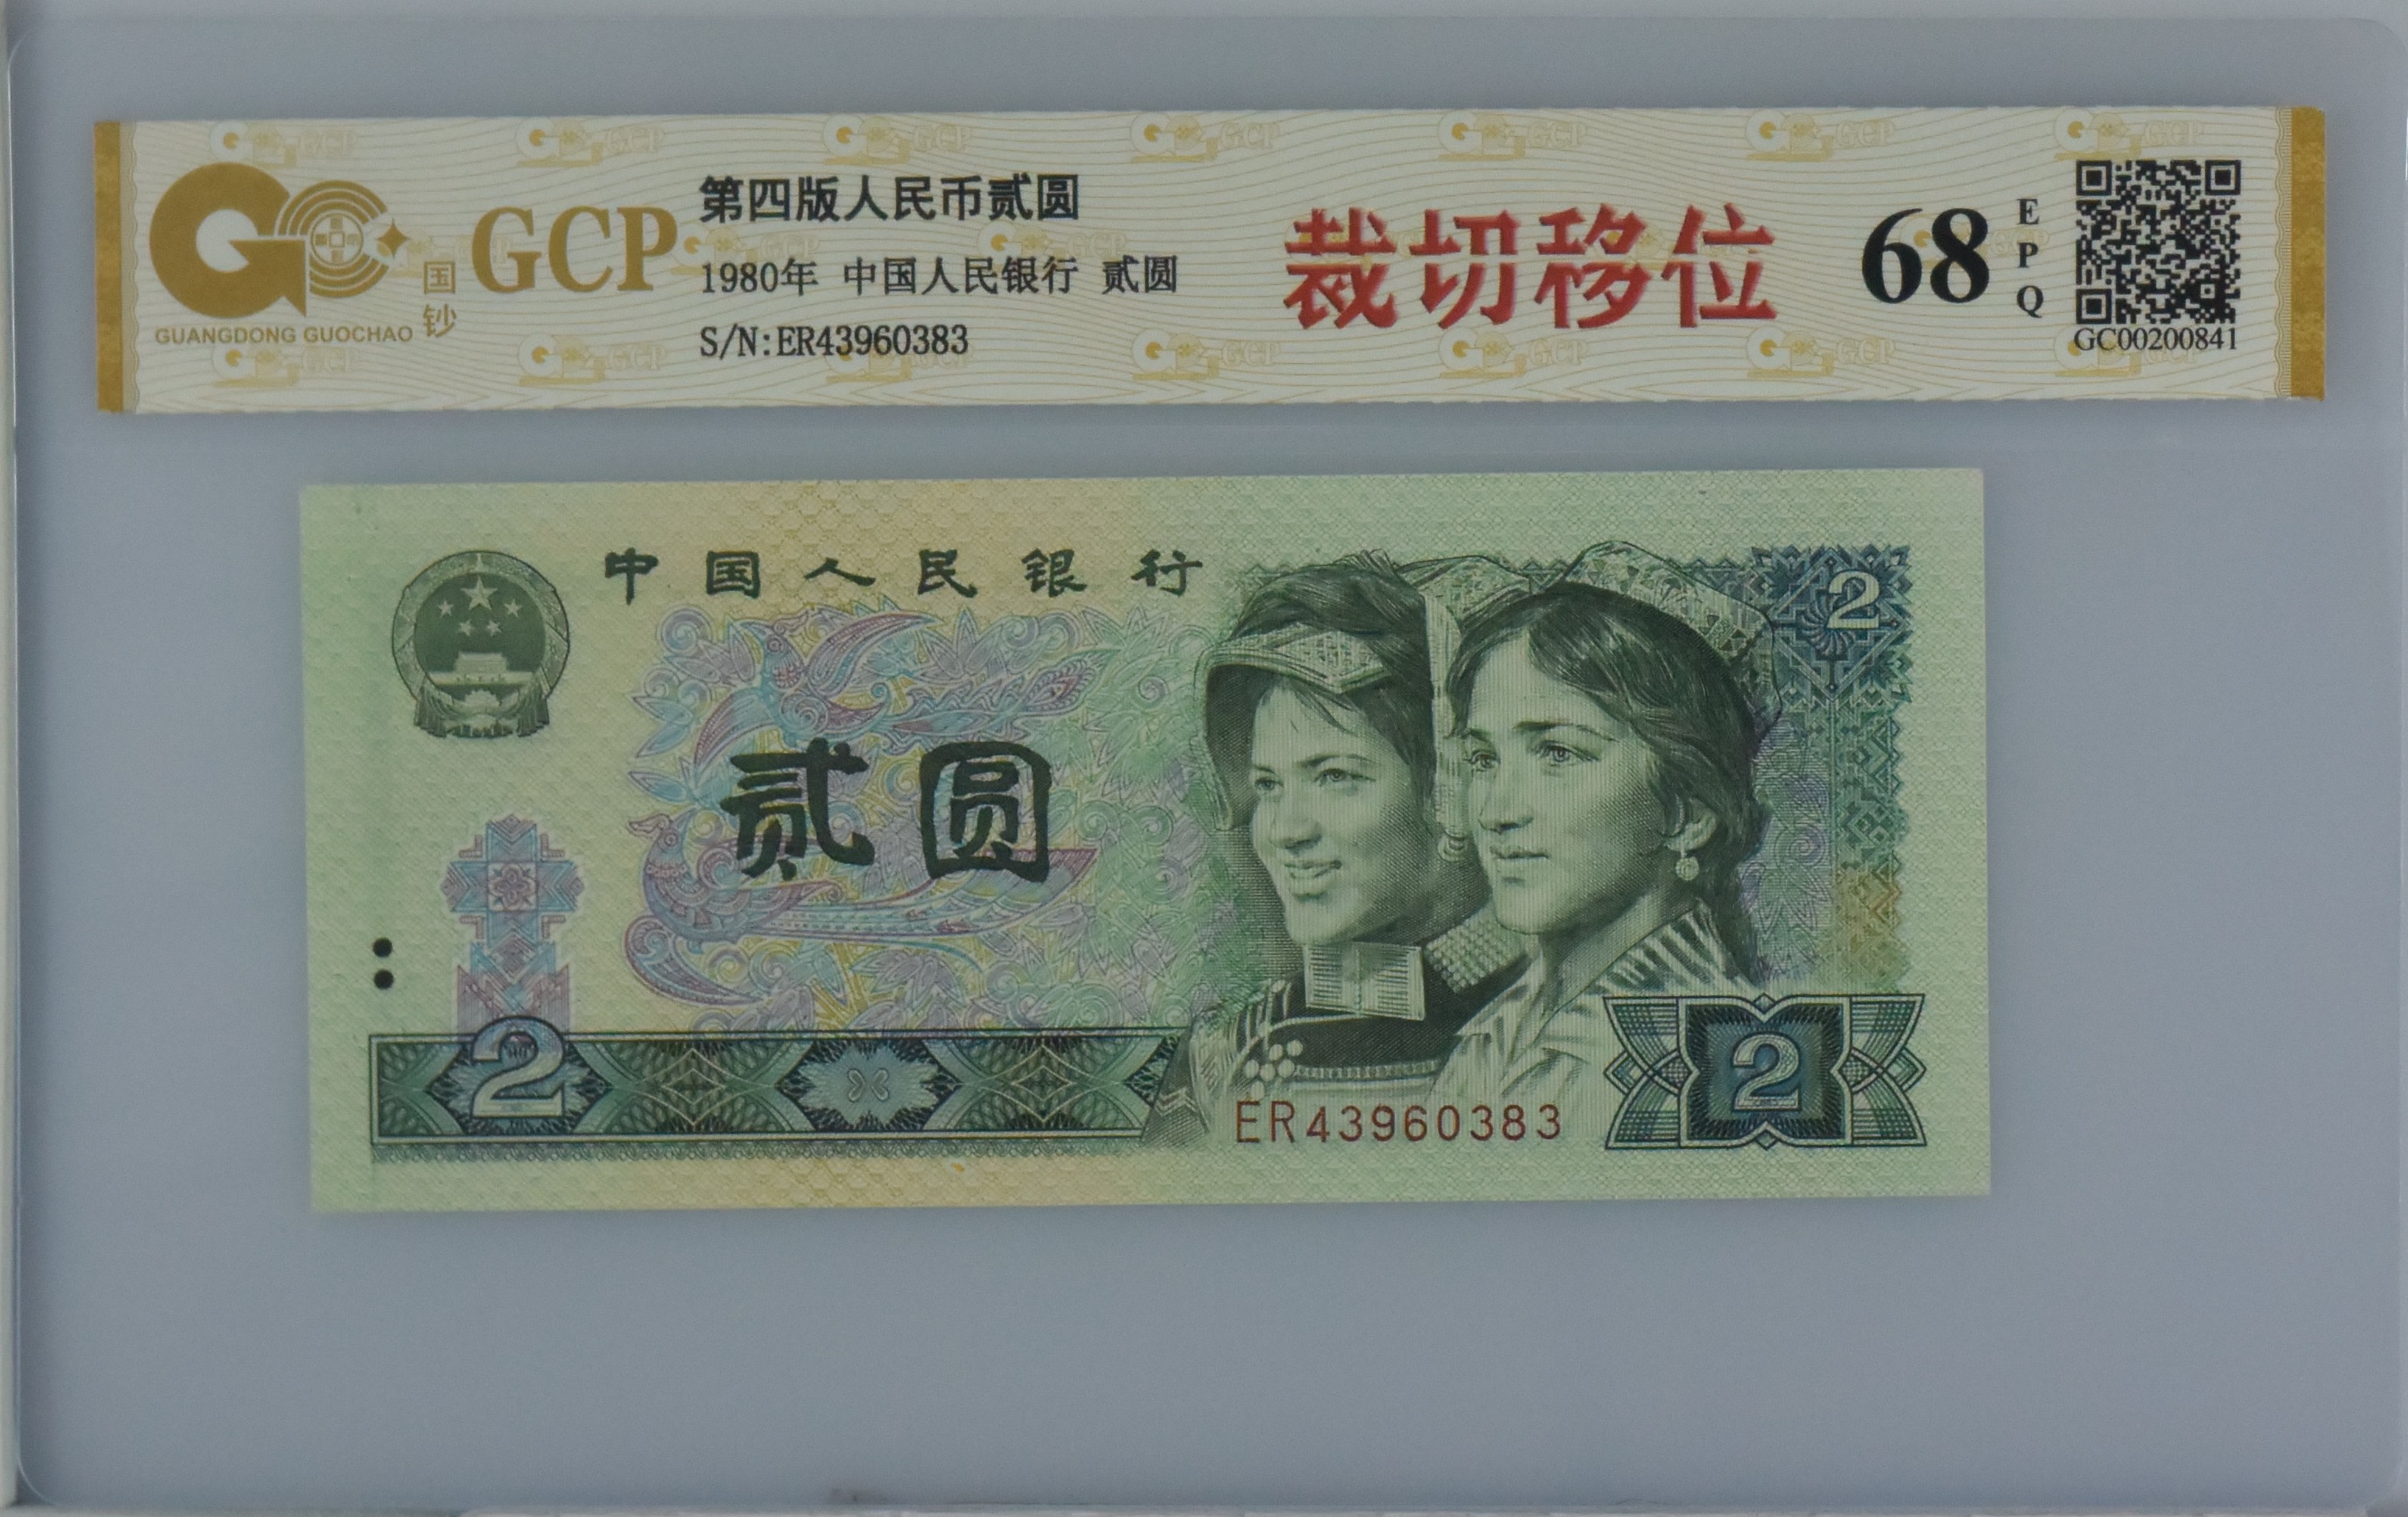 GCP
国钞
GUANGDONG GUOCHAO
第四版人民币贰圆
1980年 中国人民银行 贰圆
S/N:ER43960383
裁切移位
68
EPQ
GC00200841
中国人民银行
2
贰圆
2
ER43960383
2